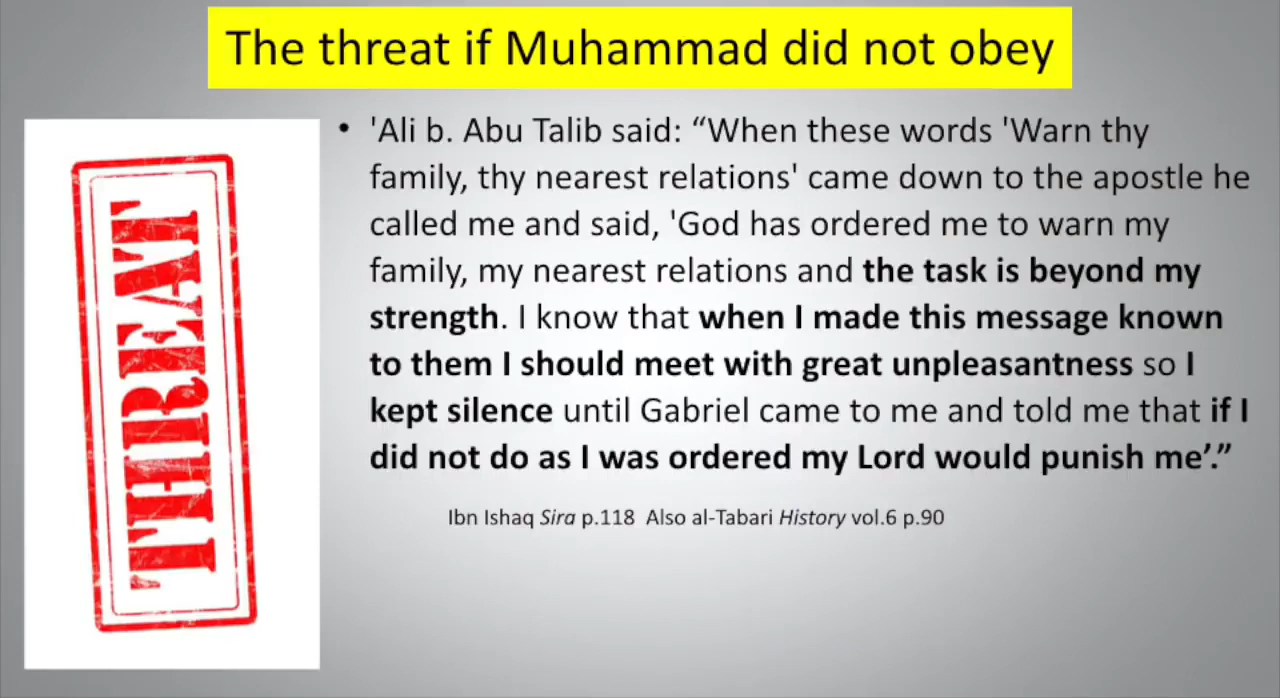 The threat if Muhammad did not obey
THREAT
• 'Ali b. Abu Talib said: “When these words 'Warn thy
family, thy nearest relations' came down to the apostle he
called me and said, 'God has ordered me to warn my
family, my nearest relations and the task is beyond my
strength. I know that when I made this message known
to them I should meet with great unpleasantness so I
kept silence until Gabriel came to me and told me that if I
did not do as I was ordered my Lord would punish me’.”
Ibn Ishaq Sira p.118 Also al-Tabari History vol.6 p.90